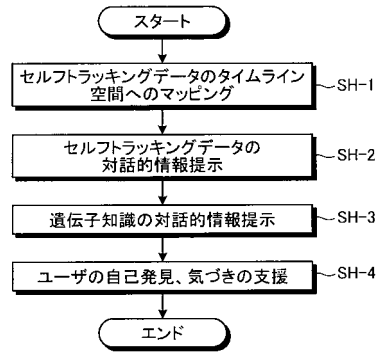 スタート
セルフトラッキングデータのタイムライン
空間へのマッピング
SH-1
セルフトラッキングデータの
対話的情報提示
SH-2
遺伝子知識の対話的情報提示
SH-3
ユーザの自己発見、気づきの支援
SH-4
エンド